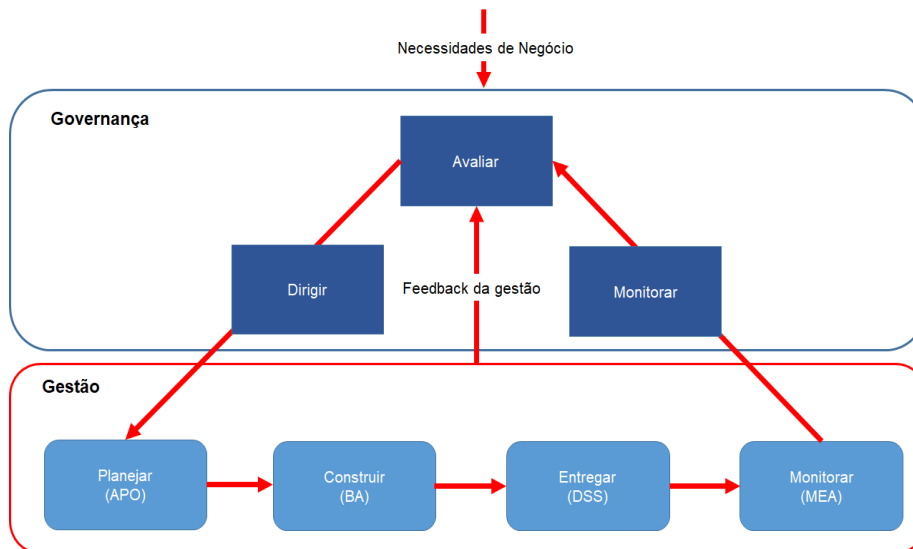 Necessidades de Negócio
Governança
Avaliar
Dirigir
Feedback da gestão
Monitorar
Gestão
Planejar
(APO)
Construir
(BA)
Entregar
(DSS)
Monitorar
(MEA)